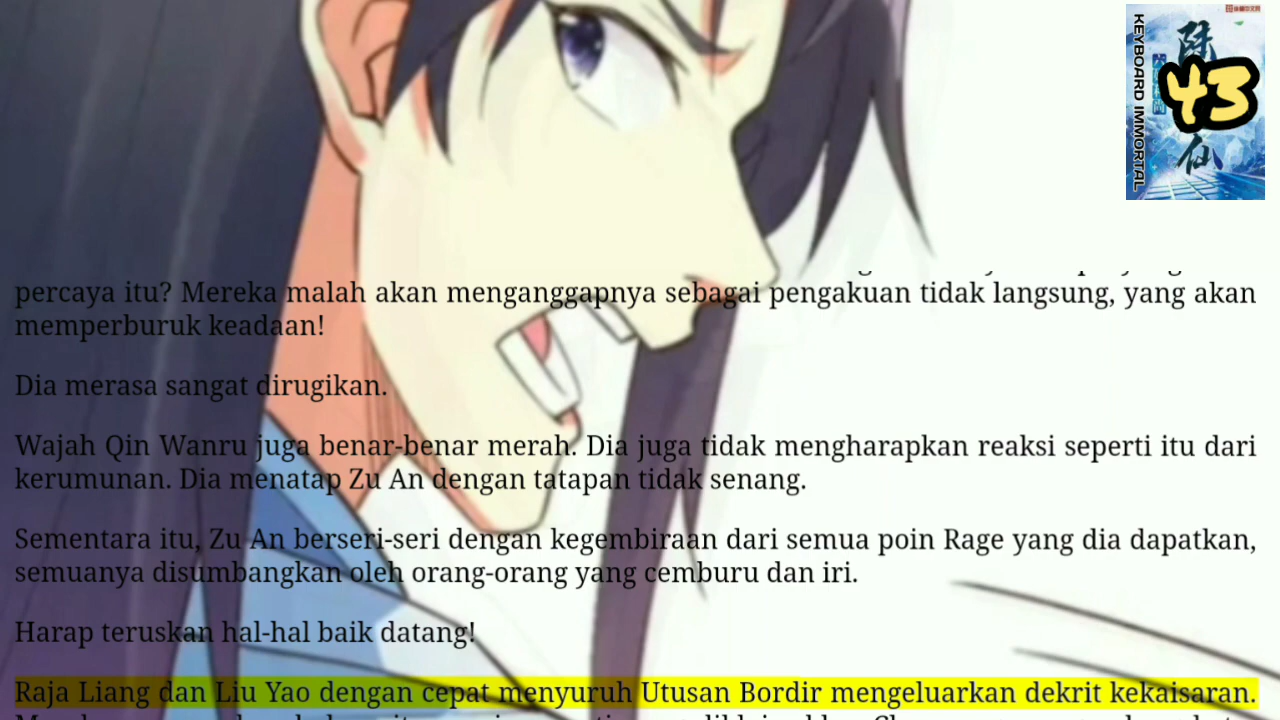 陆
43
仙
KEYBOARD IMMORTAL
percaya itu? Mereka malah akan menganggapnya sebagai pengakuan tidak langsung, yang akan
memperburuk keadaan!
Dia merasa sangat dirugikan.
Wajah Qin Wanru juga benar-benar merah. Dia juga tidak mengharapkan reaksi seperti itu dari
kerumunan. Dia menatap Zu An dengan tatapan tidak senang.
Sementara itu, Zu An berseri-seri dengan kegembiraan dari semua poin Rage yang dia dapatkan,
semuanya disumbangkan oleh orang-orang yang cemburu dan iri.
Harap teruskan hal-hal baik datang!
Raja Liang dan Liu Yao dengan cepat menyuruh Utusan Bordir mengeluarkan dekrit kekaisaran.